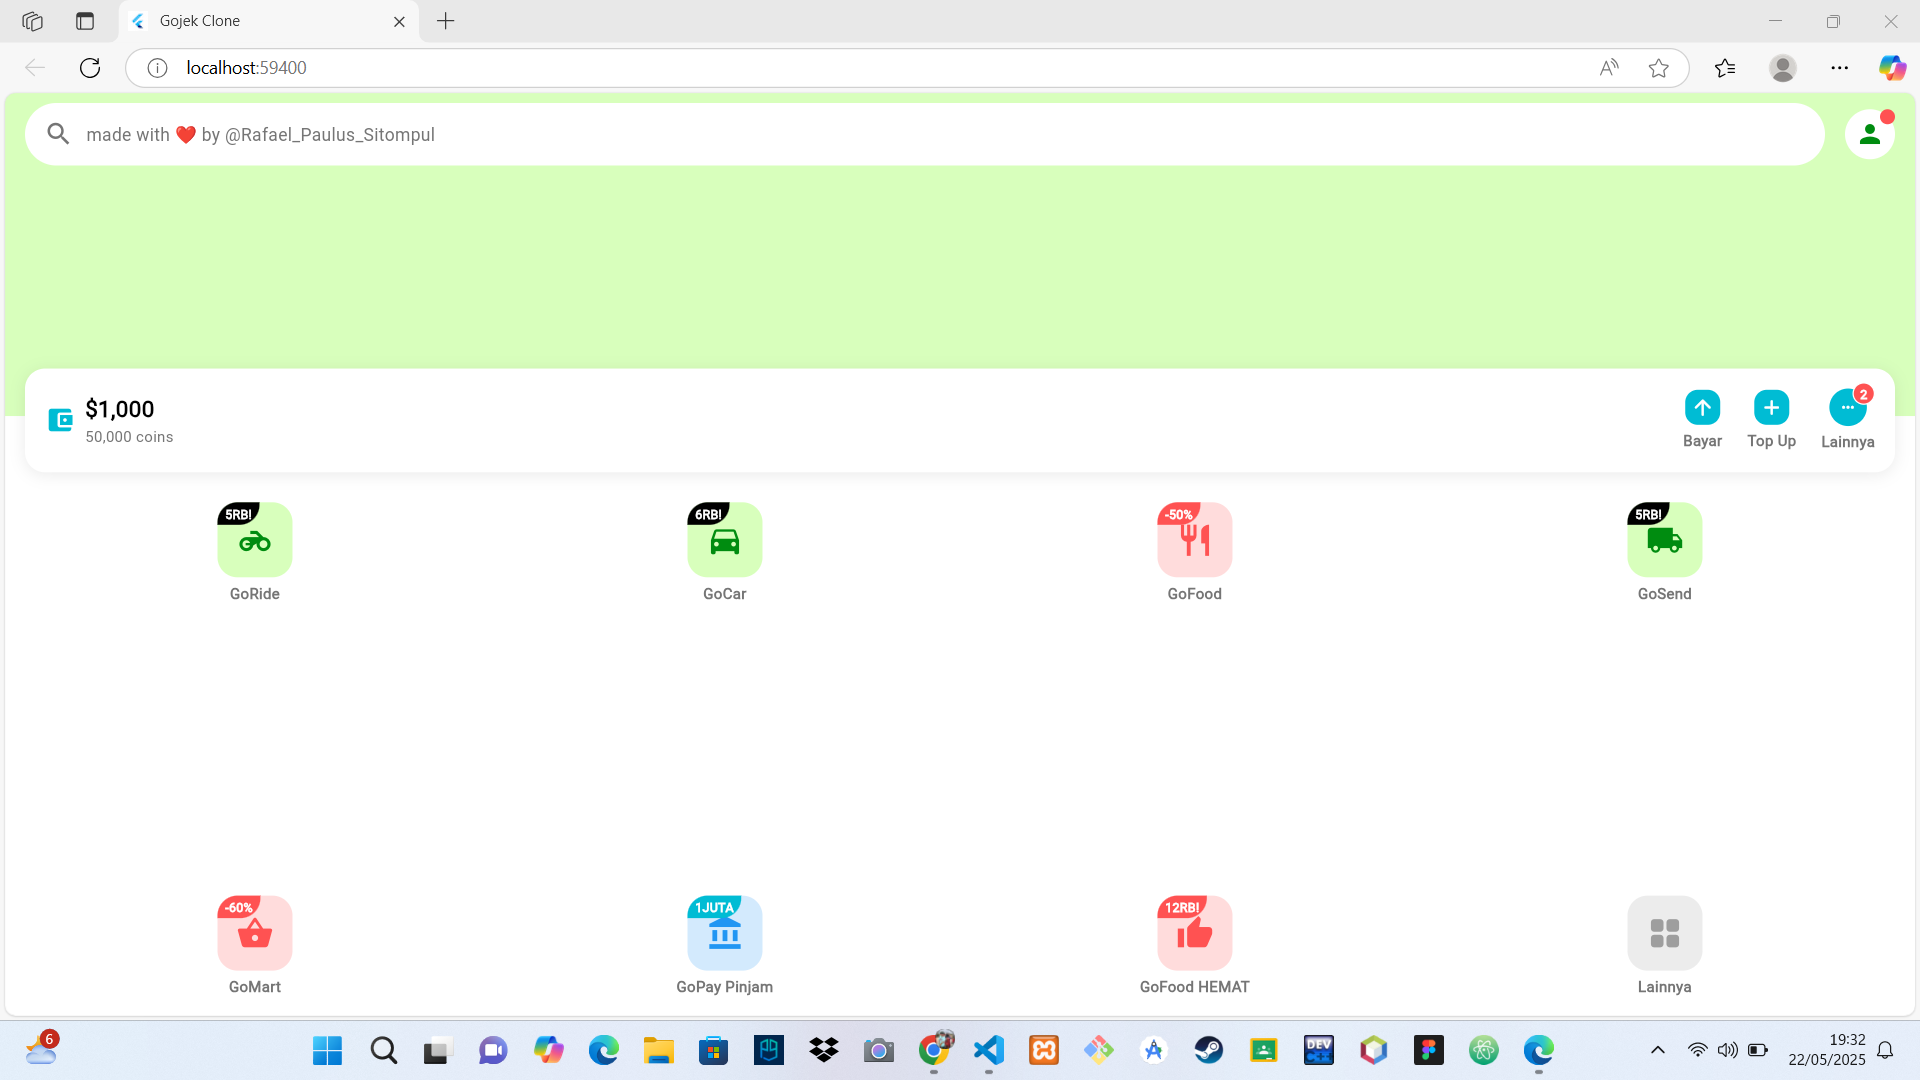 Gojek Clone
localhost:59400
made with ❤️ by @Rafael_Paulus_Sitompul
$1,000
50,000 coins
2
Bayar
Top Up
Lainnya
5RB!
6RB!
-50%
5RB!
GoRide
GoCar
GoFood
GoSend
-60%
1JUTA
12RB!
GoMart
GoPay Pinjam
GoFood HEMAT
Lainnya
6
DEV
C++
19:32
22/05/2025